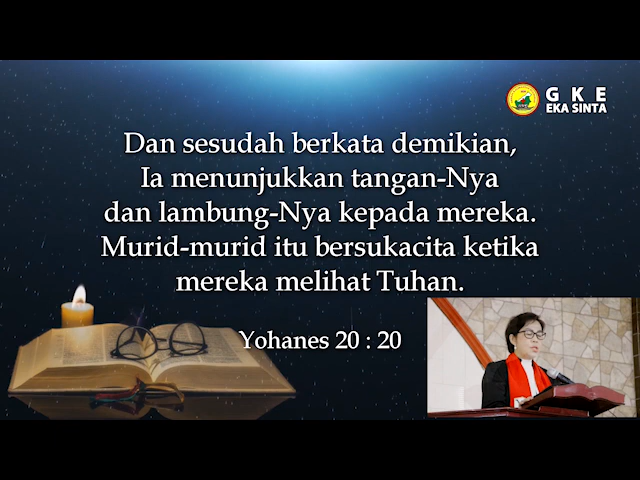 G K E
EKA SINTA
Dan sesudah berkata demikian,
Ia menunjukkan tangan-Nya
dan lambung-Nya kepada mereka.
Murid-murid itu bersukacita ketika
mereka melihat Tuhan.
Yohanes 20 : 20